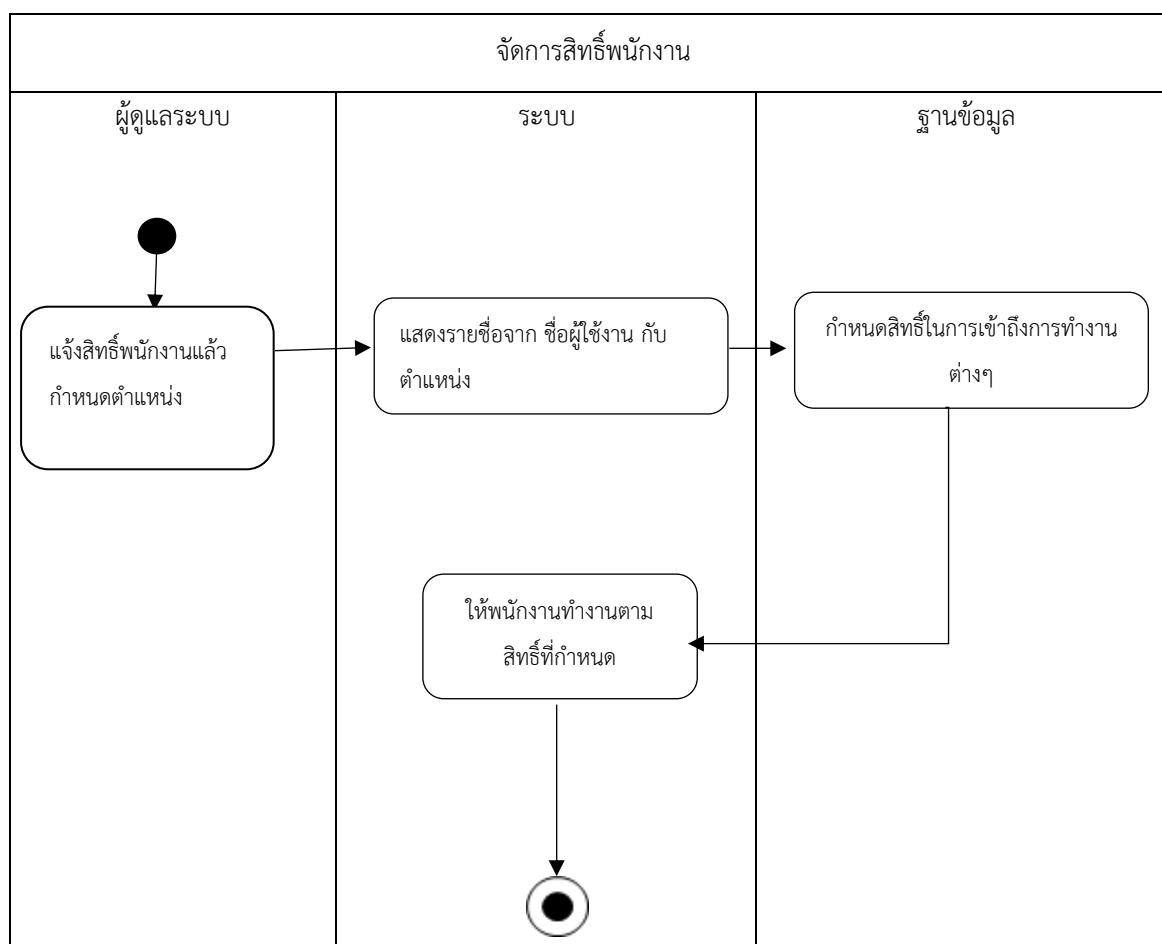 จัดการสิทธิ์พนักงาน
ผู้ดูแลระบบ
ระบบ
ฐานข้อมูล
แจ้งสิทธิ์พนักงานแล้ว
กำหนดตำแหน่ง
แสดงรายชื่อจาก ชื่อผู้ใช้งาน กับ
ตำแหน่ง
กำหนดสิทธิ์ในการเข้าถึงการทำงาน
ต่างๆ
ให้พนักงานทำงานตาม
สิทธิ์ที่กำหนด